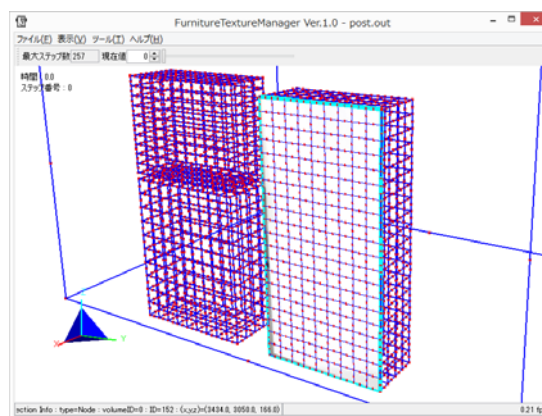 FurnitureTextureManager Ver.1.0 - post.out
ファイル(F) 表示(V) ツール(T) ヘルプ(H)
最大ステップ数 257 現在値 0
時間 : 0.0
ステップ番号 : 0
X Y
ection Info : type=Node : volumeID=0 : ID=152 : (x,y,z)=(3434.0, 3050.0, 166.0)
0.21 fp